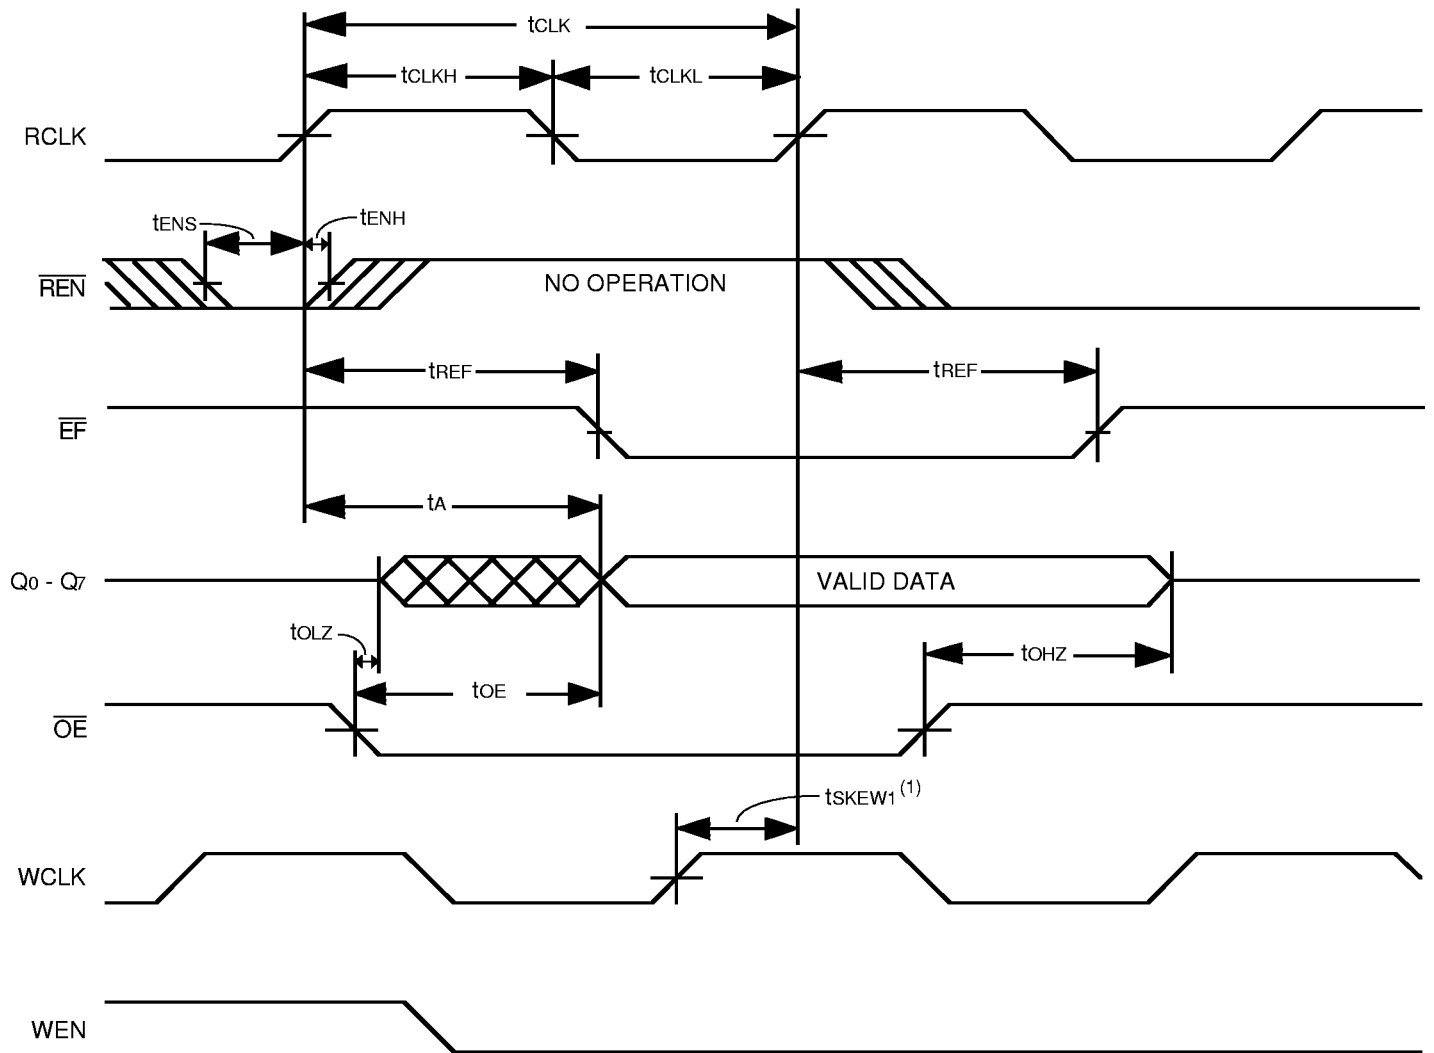 tCLK
tCLKH
tCLKL
RCLK
tENS
tENH
REN
NO OPERATION
tREF
tREF
EF
tA
Q0 - Q7
VALID DATA
tOLZ
tOHZ
tOE
OE
tSKEW1(1)
WCLK
WEN